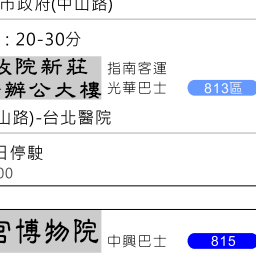 市政府(中山路)
: 20-30分
政院新莊
辦公大樓
指南客運
光華巴士
813區
山路)-台北醫院
日停駛
00
宮博物院
中興巴士
815